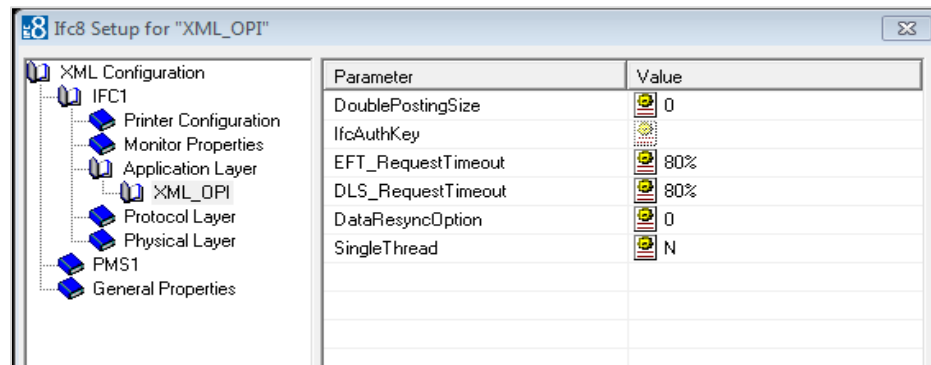 Ifc8 Setup for "XML_OPI"
XML Configuration
IFC1
Printer Configuration
Monitor Properties
Application Layer
XML_OPI
Protocol Layer
Physical Layer
PMS1
General Properties
Parameter Value
DoublePostingSize 0
IfcAuthKey
EFT_RequestTimeout 80%
DLS_RequestTimeout 80%
DataResyncOption 0
SingleThread N